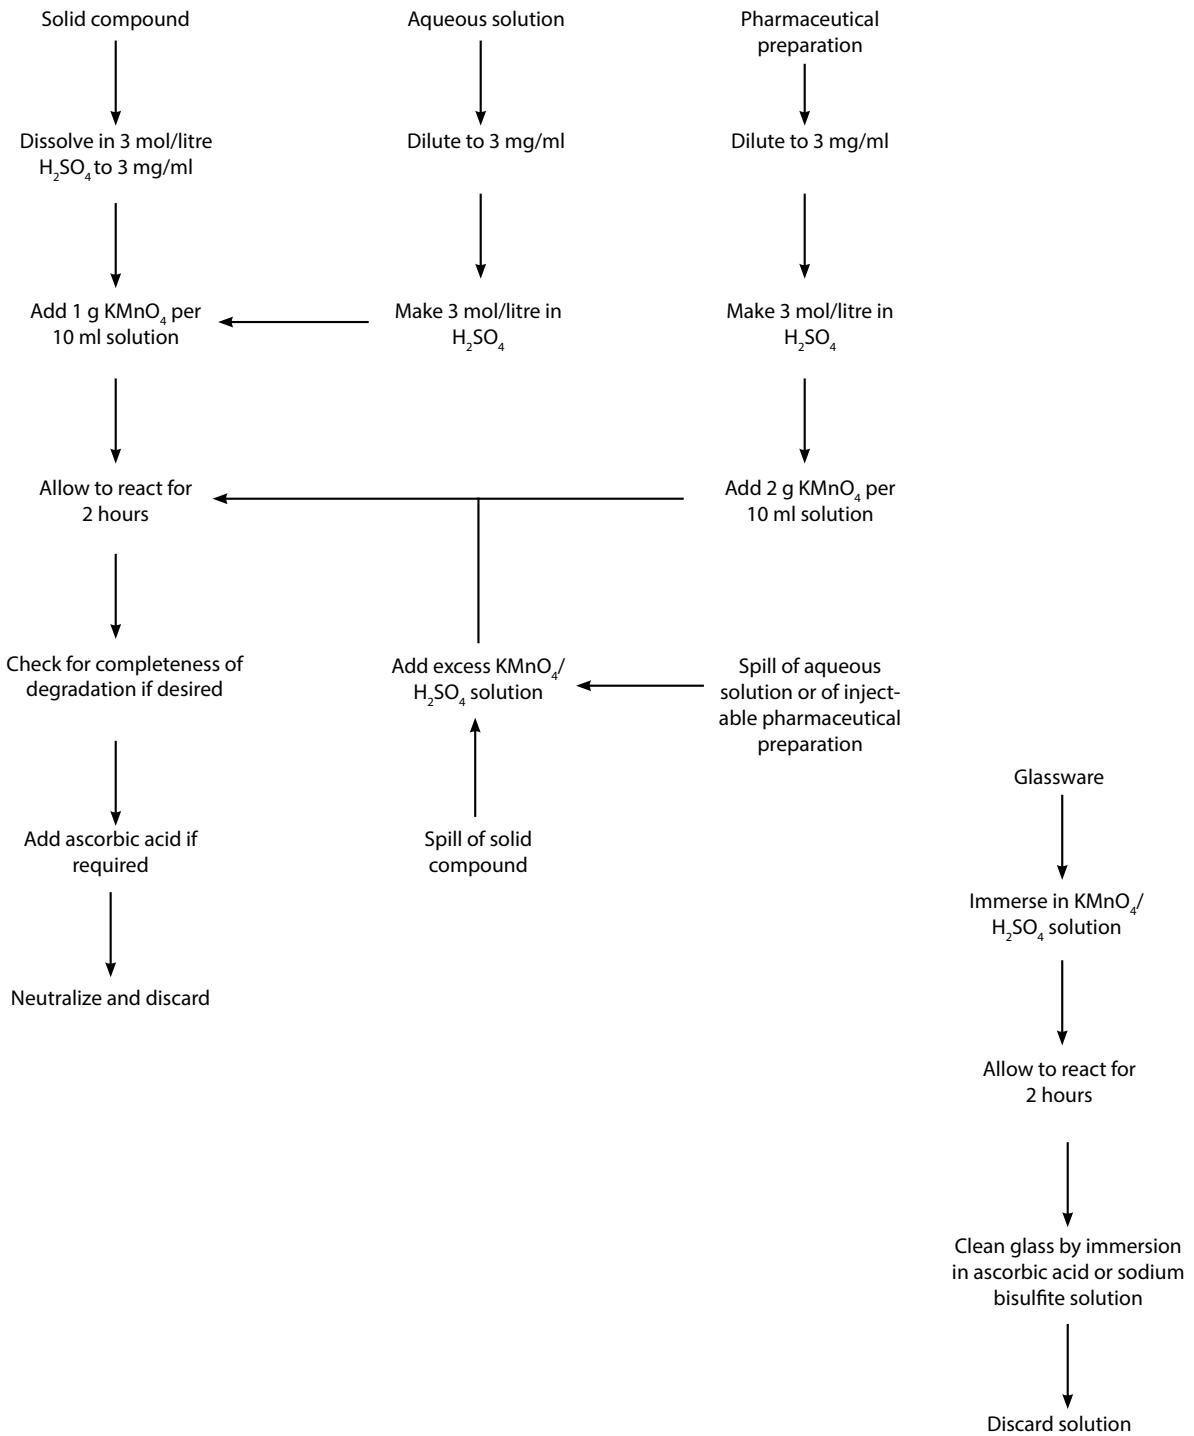 Solid compound
Aqueous solution
Pharmaceutical
preparation
Dissolve in 3 mol/litre
H₂SO₄ to 3 mg/ml
Dilute to 3 mg/ml
Dilute to 3 mg/ml
Add 1 g KMnO₄ per
10 ml solution
Make 3 mol/litre in
H₂SO₄
Make 3 mol/litre in
H₂SO₄
Allow to react for
2 hours
Add 2 g KMnO₄ per
10 ml solution
Check for completeness of
degradation if desired
Add excess KMnO₄/
H₂SO₄ solution
Spill of aqueous
solution or of inject-
able pharmaceutical
preparation
Glassware
Add ascorbic acid if
required
Spill of solid
compound
Immerse in KMnO₄/
H₂SO₄ solution
Neutralize and discard
Allow to react for
2 hours
Clean glass by immersion
in ascorbic acid or sodium
bisulfite solution
Discard solution